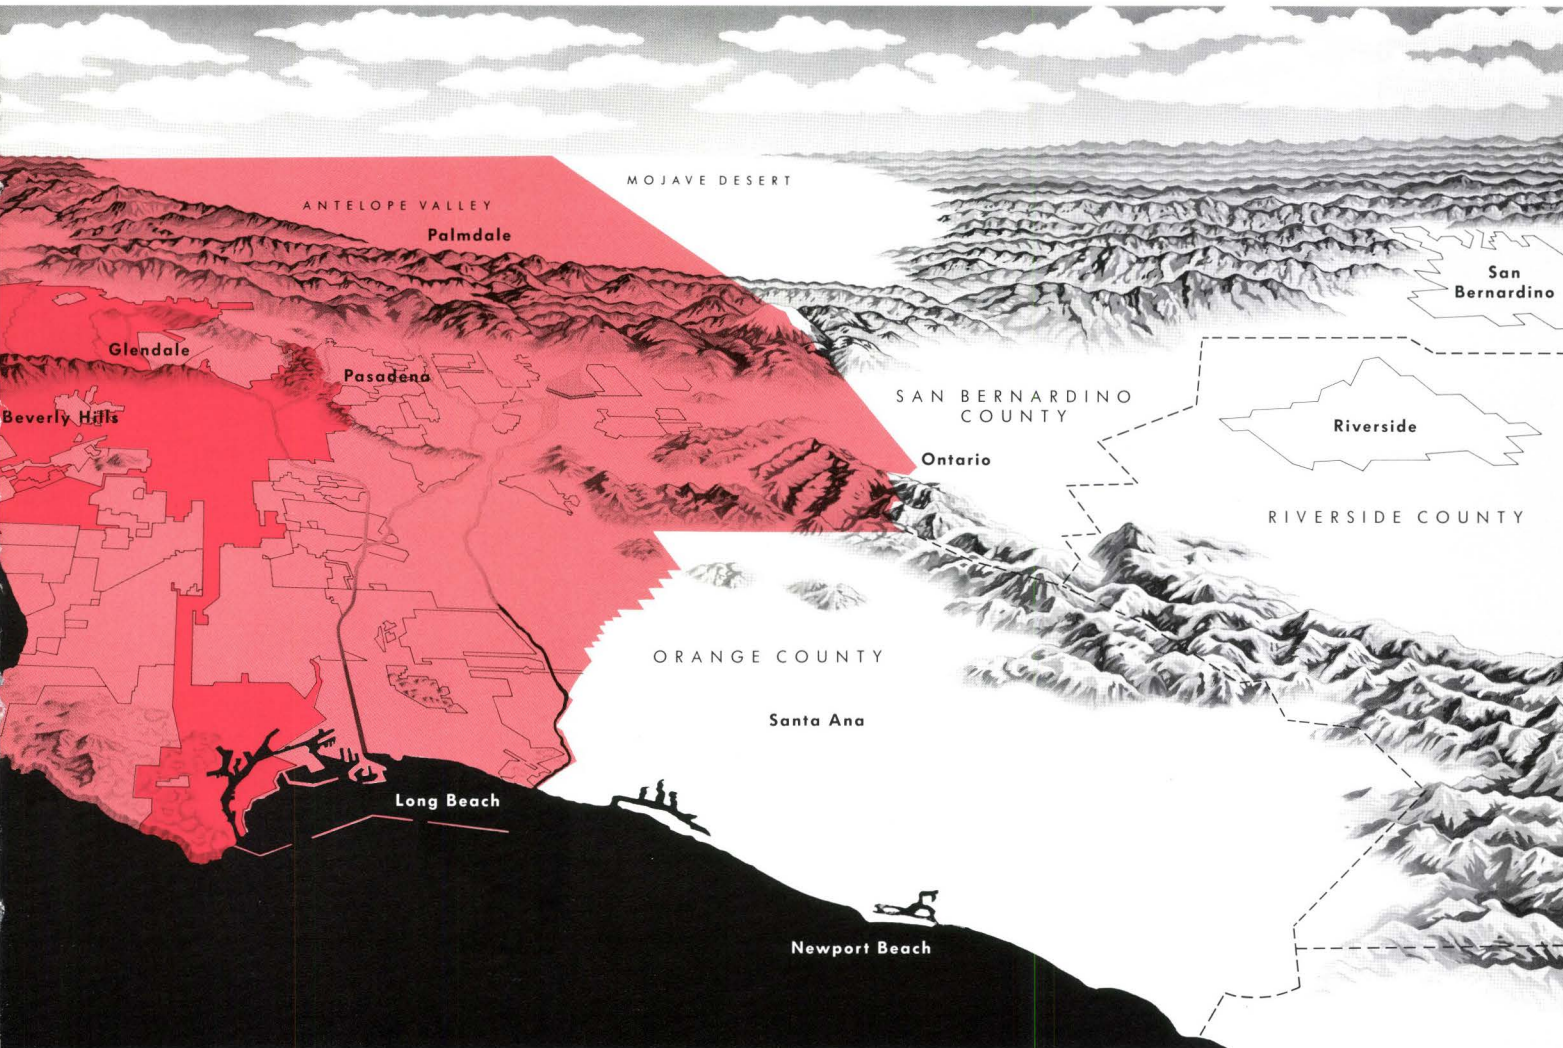 MOJAVE DESERT
ANTELOPE VALLEY
Palmdale
San
Bernardino
Glendale
Pasadena
Beverly Hills
SAN BERNARDINO
COUNTY
Riverside
Ontario
RIVERSIDE COUNTY
ORANGE COUNTY
Santa Ana
Long Beach
Newport Beach